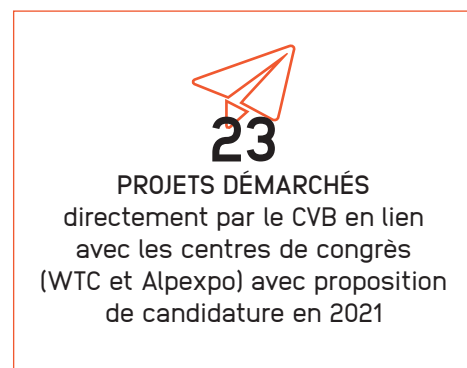 23
PROJETS DÉMARCHÉS
directement par le CVB en lien
avec les centres de congrès
(WTC et Alpexpo) avec proposition
de candidature en 2021